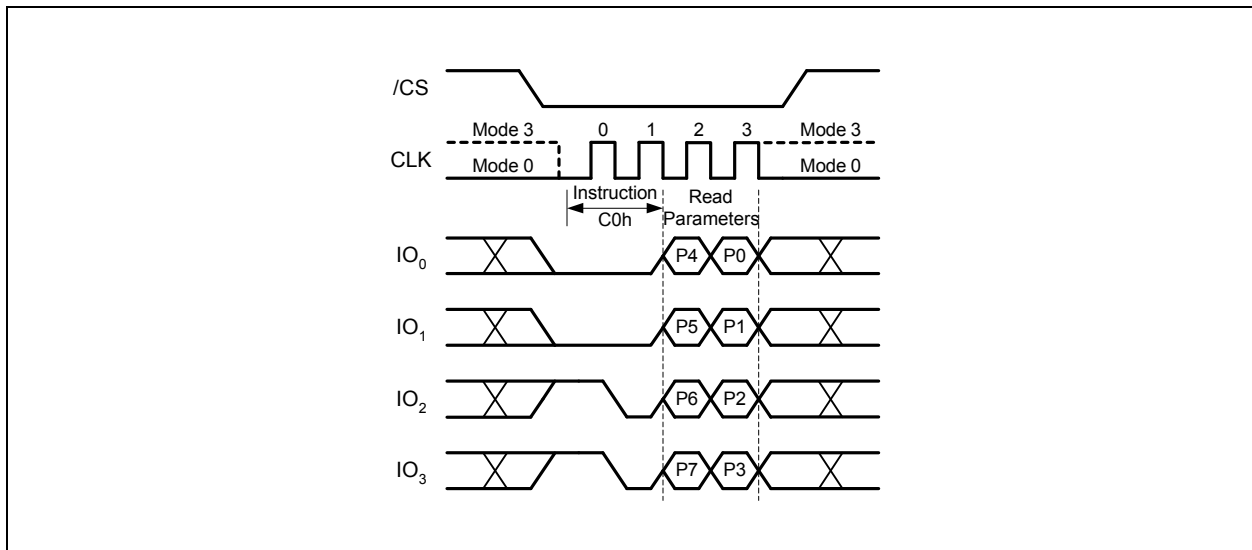 /CS
Mode 3 0 1 2 3 Mode 3
CLK Mode 0 Mode 0
Instruction Read
C0h Parameters
IO0 P4 P0
IO1 P5 P1
IO2 P6 P2
IO3 P7 P3